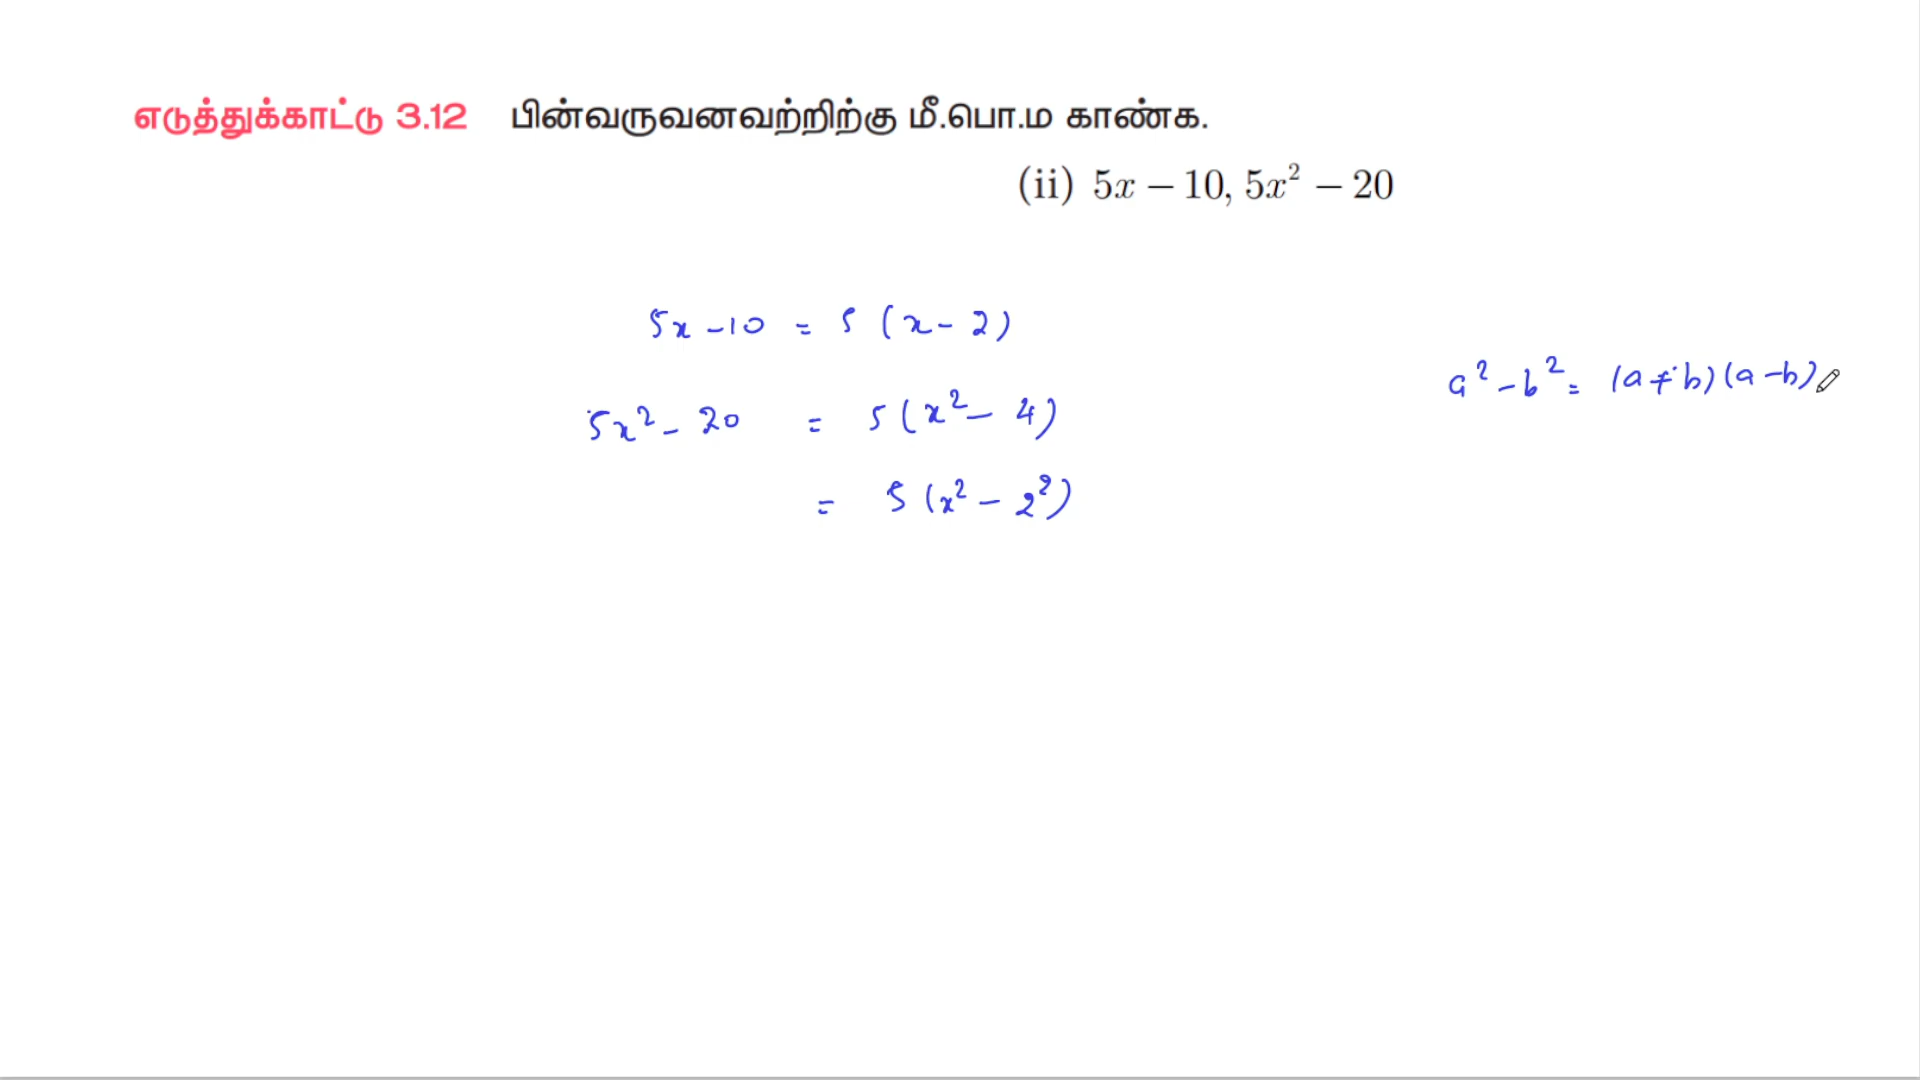 எடுத்துக்காட்டு 3.12 பின்வருவனவற்றிற்கு மீ.பொ.ம காண்க.
(ii) 5x − 10, 5x² − 20
5x − 10 = 5 (x − 2)
a² − b² = (a + b) (a − b)
5x² − 20 = 5 (x² − 4)
= 5 (x² − 2²)